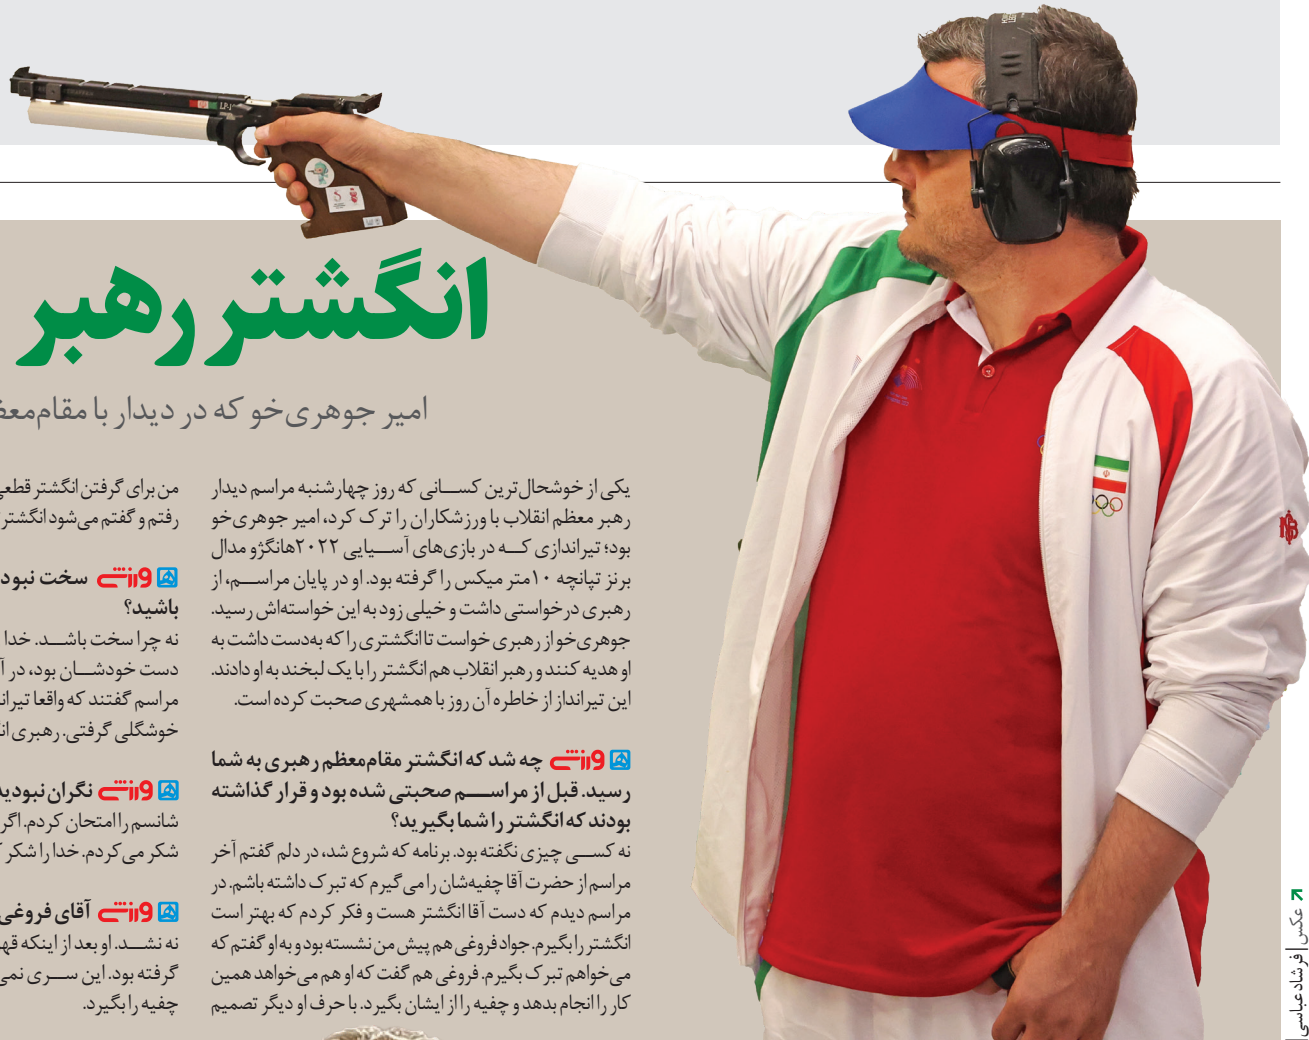 انگشتر رهبر
امیر جوهری‌خو که در دیدار با مقام‌معظ
یکی از خوشحال‌ترین کسانی که روز چهارشنبه مراسم دیدار
رهبر معظم انقلاب با ورزشکاران را ترک کرد، امیر جوهری‌خو
بود؛ تیراندازی که در بازی‌های آسیایی ۲۰۲۲هانگژو مدال
برنز تپانچه ۱۰متر میکس را گرفته بود. او در پایان مراسم، از
رهبری درخواستی داشت و خیلی زود به این خواسته‌اش رسید.
جوهری‌خو از رهبری خواست تا انگشتری را که به‌دست داشت به
او هدیه کنند و رهبر انقلاب هم انگشتر را با یک لبخند به او دادند.
این تیرانداز از خاطره آن روز با همشهری صحبت کرده است.
ورزشی چه شد که انگشتر مقام‌معظم رهبری به شما
رسید. قبل از مراسم صحبتی شده بود و قرار گذاشته
بودند که انگشتر را شما بگیرید؟
نه کسی چیزی نگفته بود. برنامه که شروع شد، در دلم گفتم آخر
مراسم از حضرت آقا چفیه‌شان را می‌گیرم که تبرک داشته باشم. در
مراسم دیدم که دست آقا انگشتر هست و فکر کردم که بهتر است
انگشتر را بگیرم. جواد فروغی هم پیش من نشسته بود و به او گفتم که
می‌خواهم تبرک بگیرم. فروغی هم گفت که او هم می‌خواهد همین
کار را انجام بدهد و چفیه را از ایشان بگیرد. با حرف او دیگر تصمیم
من برای گرفتن انگشتر قطعی
رفتم و گفتم می‌شود انگشتر
ورزشی سخت نبود
باشید؟
نه چرا سخت باشد. خدا
دست خودشان بود، در آ
مراسم گفتند که واقعا تیراند
خوشگلی گرفتی. رهبری ان
ورزشی نگران نبودید
شانسم را امتحان کردم. اگر
شکر می‌کردم. خدا را شکر ک
ورزشی آقای فروغی
نه نشد. او بعد از اینکه قه
گرفته بود. این سری نمی
چفیه را بگیرد.
عکس | فرشاد عباسی